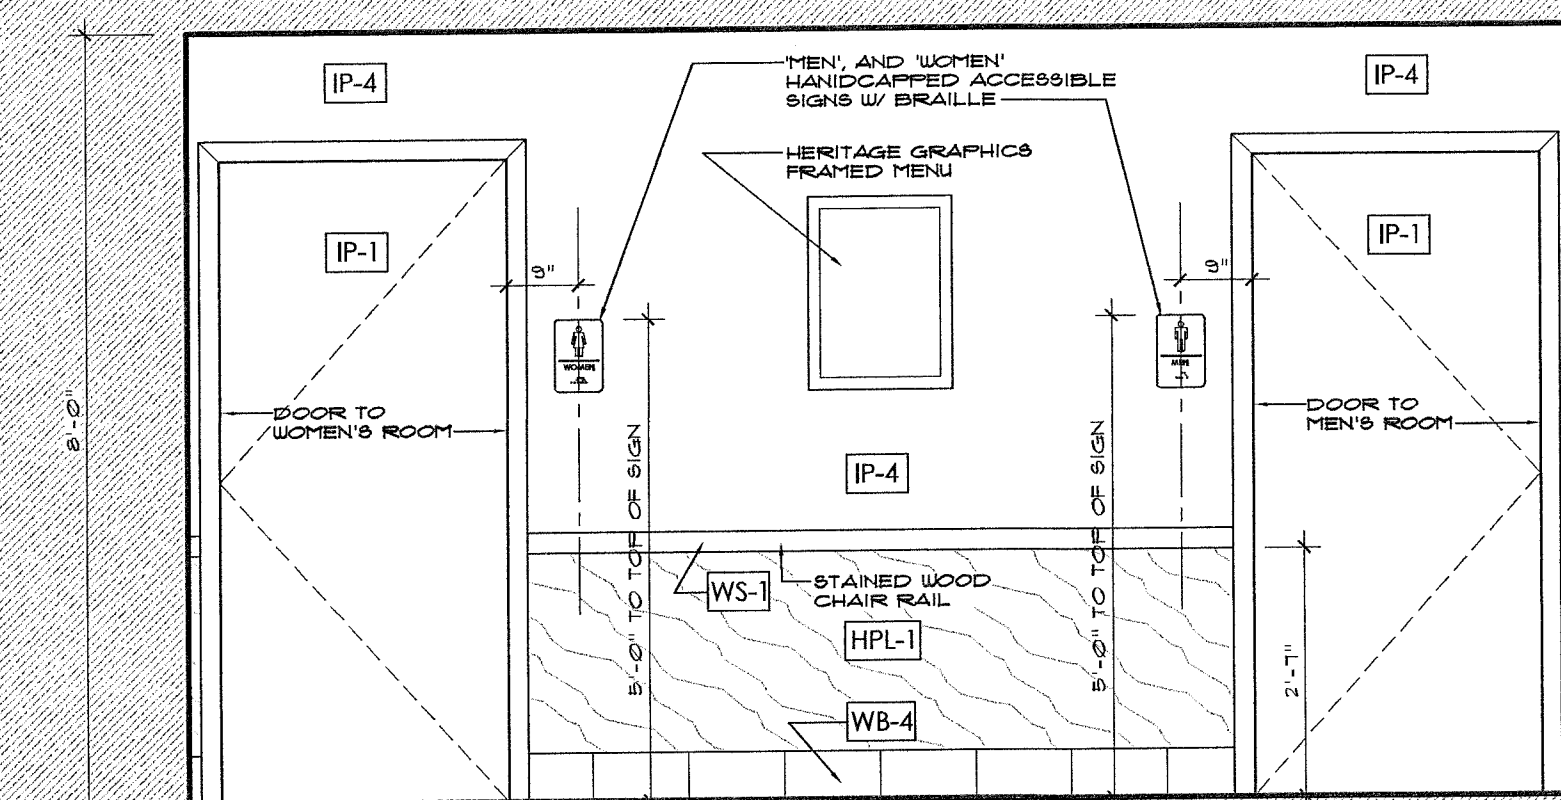 IP-4
'MEN', AND 'WOMEN'
HANIDCAPPED ACCESSIBLE
SIGNS W/ BRAILLE
IP-4
HERITAGE GRAPHICS
FRAMED MENU
IP-1
IP-1
9"
9"
WOMEN
MEN
8'-0"
DOOR TO
WOMEN'S ROOM
DOOR TO
MEN'S ROOM
5'-0" TO TOP OF SIGN
5'-0" TO TOP OF SIGN
IP-4
WS-1
STAINED WOOD
CHAIR RAIL
HPL-1
2'-7"
WB-4